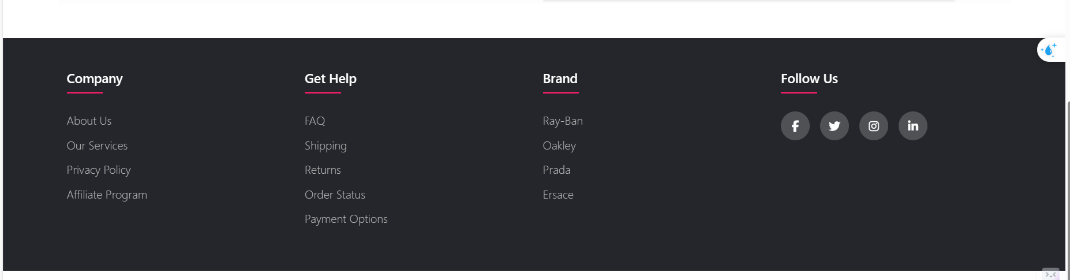 Company
About Us
Our Services
Privacy Policy
Affiliate Program
Get Help
FAQ
Shipping
Returns
Order Status
Payment Options
Brand
Ray-Ban
Oakley
Prada
Ersace
Follow Us